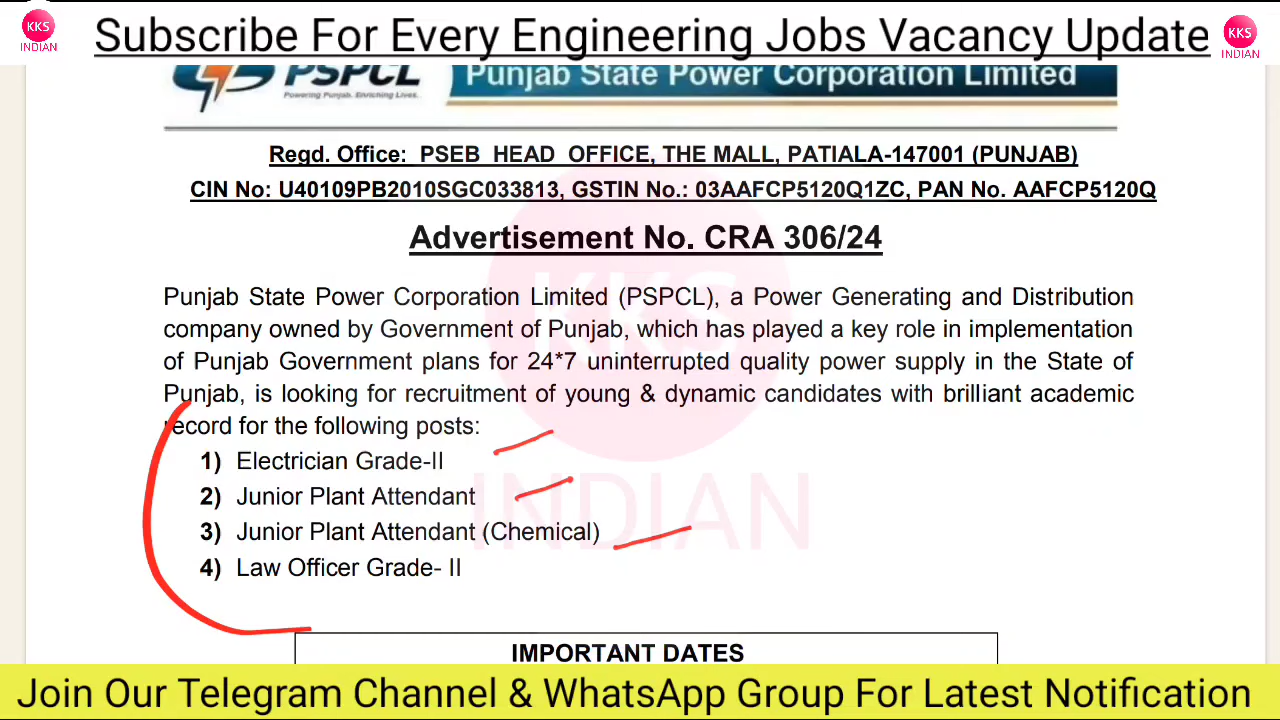 KKS
INDIAN
Subscribe For Every Engineering Jobs Vacancy Update
KKS
INDIAN
PSPCL
Powering Punjab. Enriching Lives.
Punjab State Power Corporation Limited
Regd. Office: PSEB HEAD OFFICE, THE MALL, PATIALA-147001 (PUNJAB)
CIN No: U40109PB2010SGC033813, GSTIN No.: 03AAFCP5120Q1ZC, PAN No. AAFCP5120Q
Advertisement No. CRA 306/24
Punjab State Power Corporation Limited (PSPCL), a Power Generating and Distribution
company owned by Government of Punjab, which has played a key role in implementation
of Punjab Government plans for 24*7 uninterrupted quality power supply in the State of
Punjab, is looking for recruitment of young & dynamic candidates with brilliant academic
record for the following posts:
1) Electrician Grade-II
2) Junior Plant Attendant
3) Junior Plant Attendant (Chemical)
4) Law Officer Grade- II
KKS
INDIAN
IMPORTANT DATES
Join Our Telegram Channel & WhatsApp Group For Latest Notification